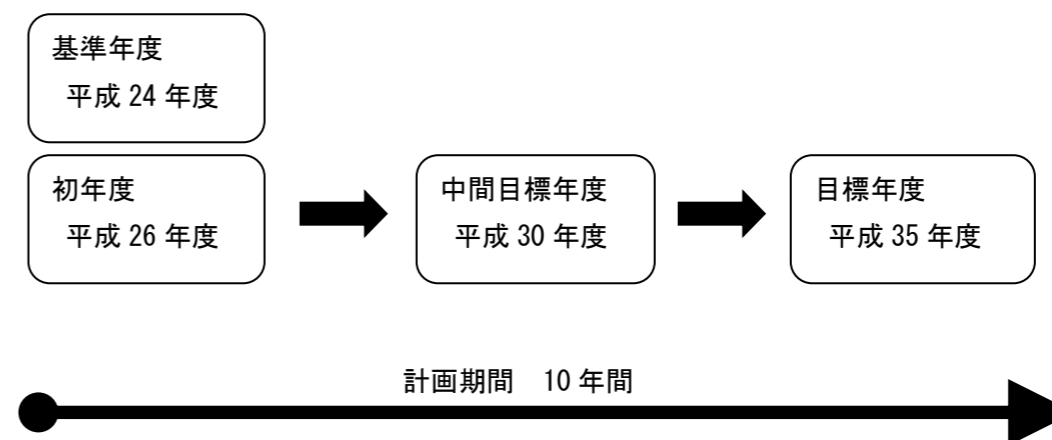 基準年度
平成 24 年度
初年度
平成 26 年度
中間目標年度
平成 30 年度
目標年度
平成 35 年度
計画期間　10 年間